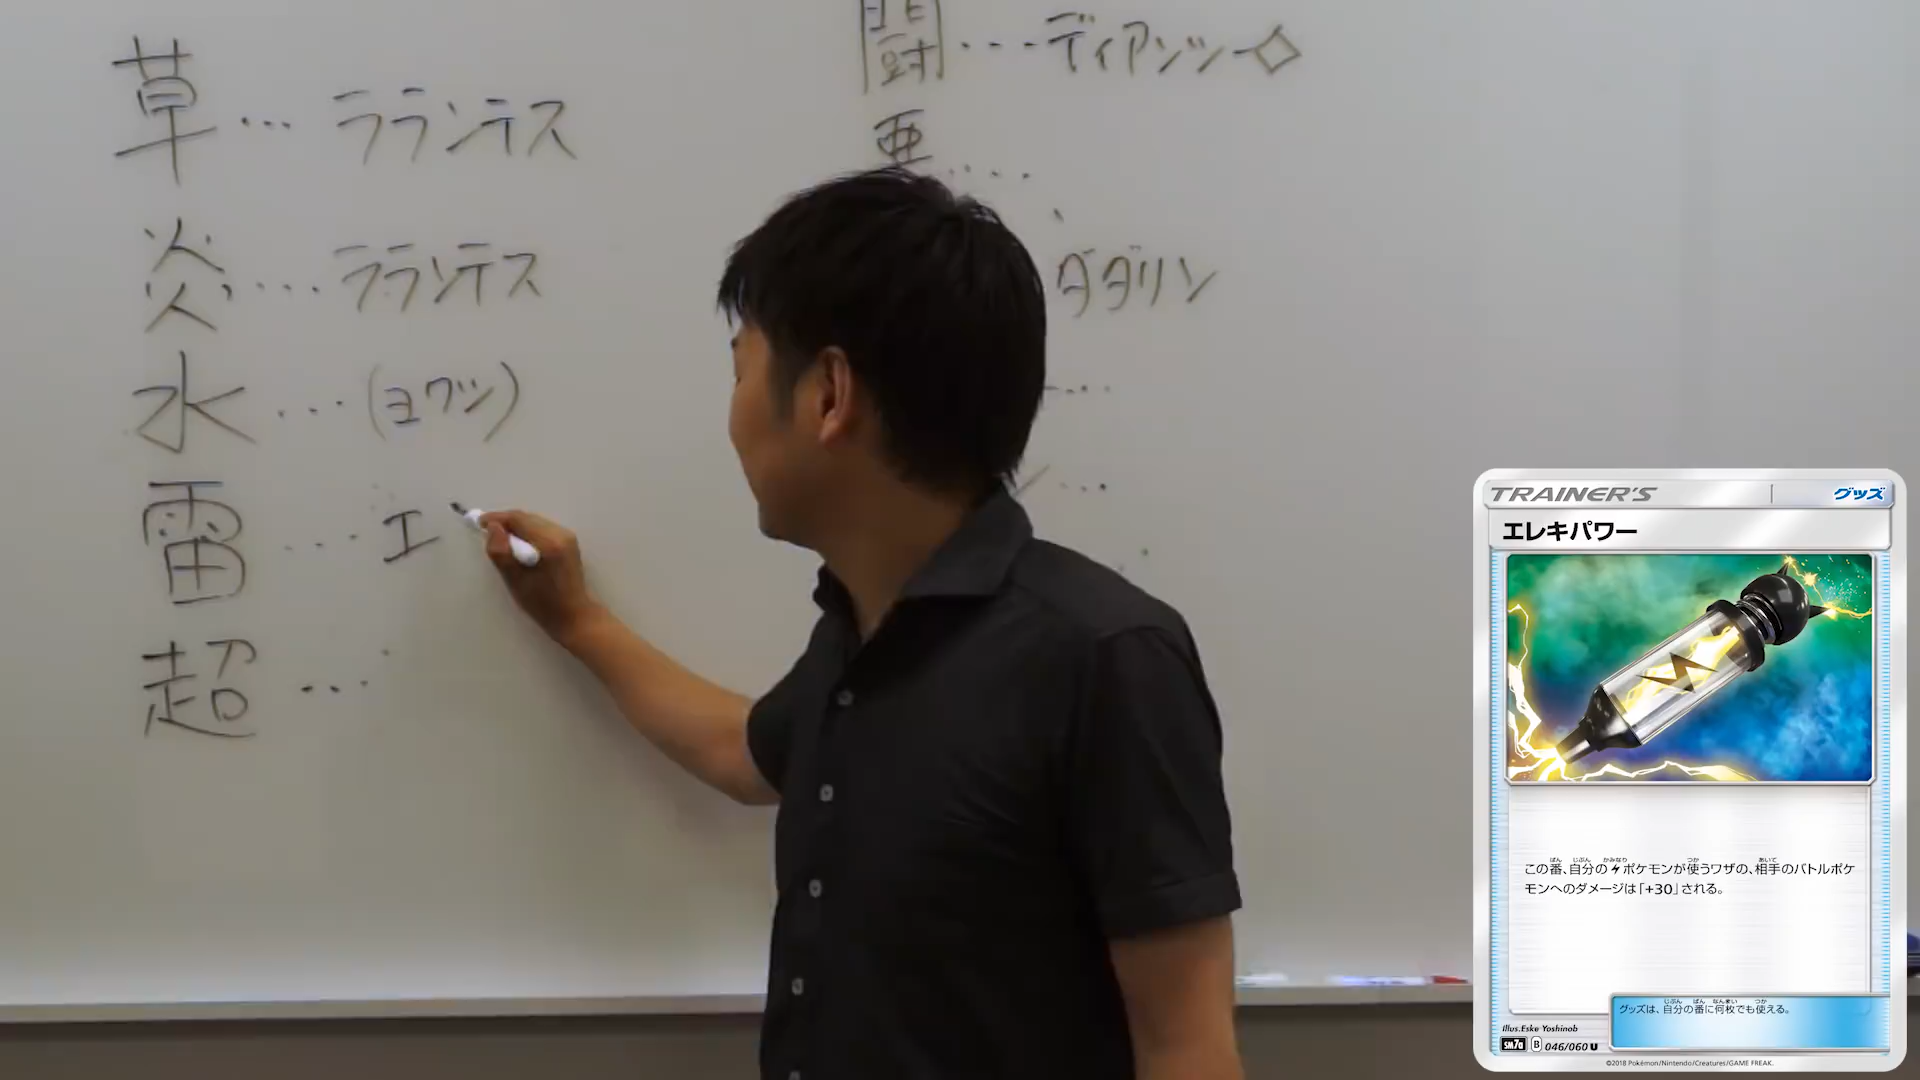 草… ララランテス
炎… ラランテス
水…(ヨワシ)
雷…エ
超…
闘…ディアンシー◇
悪…
ダダリン
TRAINER'S
グッズ
エレキパワー
この番、自分のポケモンが使うワザの、相手のバトルポケ
モンへのダメージは「+30」される。
グッズは、自分の番に何枚でも使える。
Illus.Eske Yoshinob
SM7a B 046/060 U
©2018 Pokémon/Nintendo/Creatures/GAME FREAK.